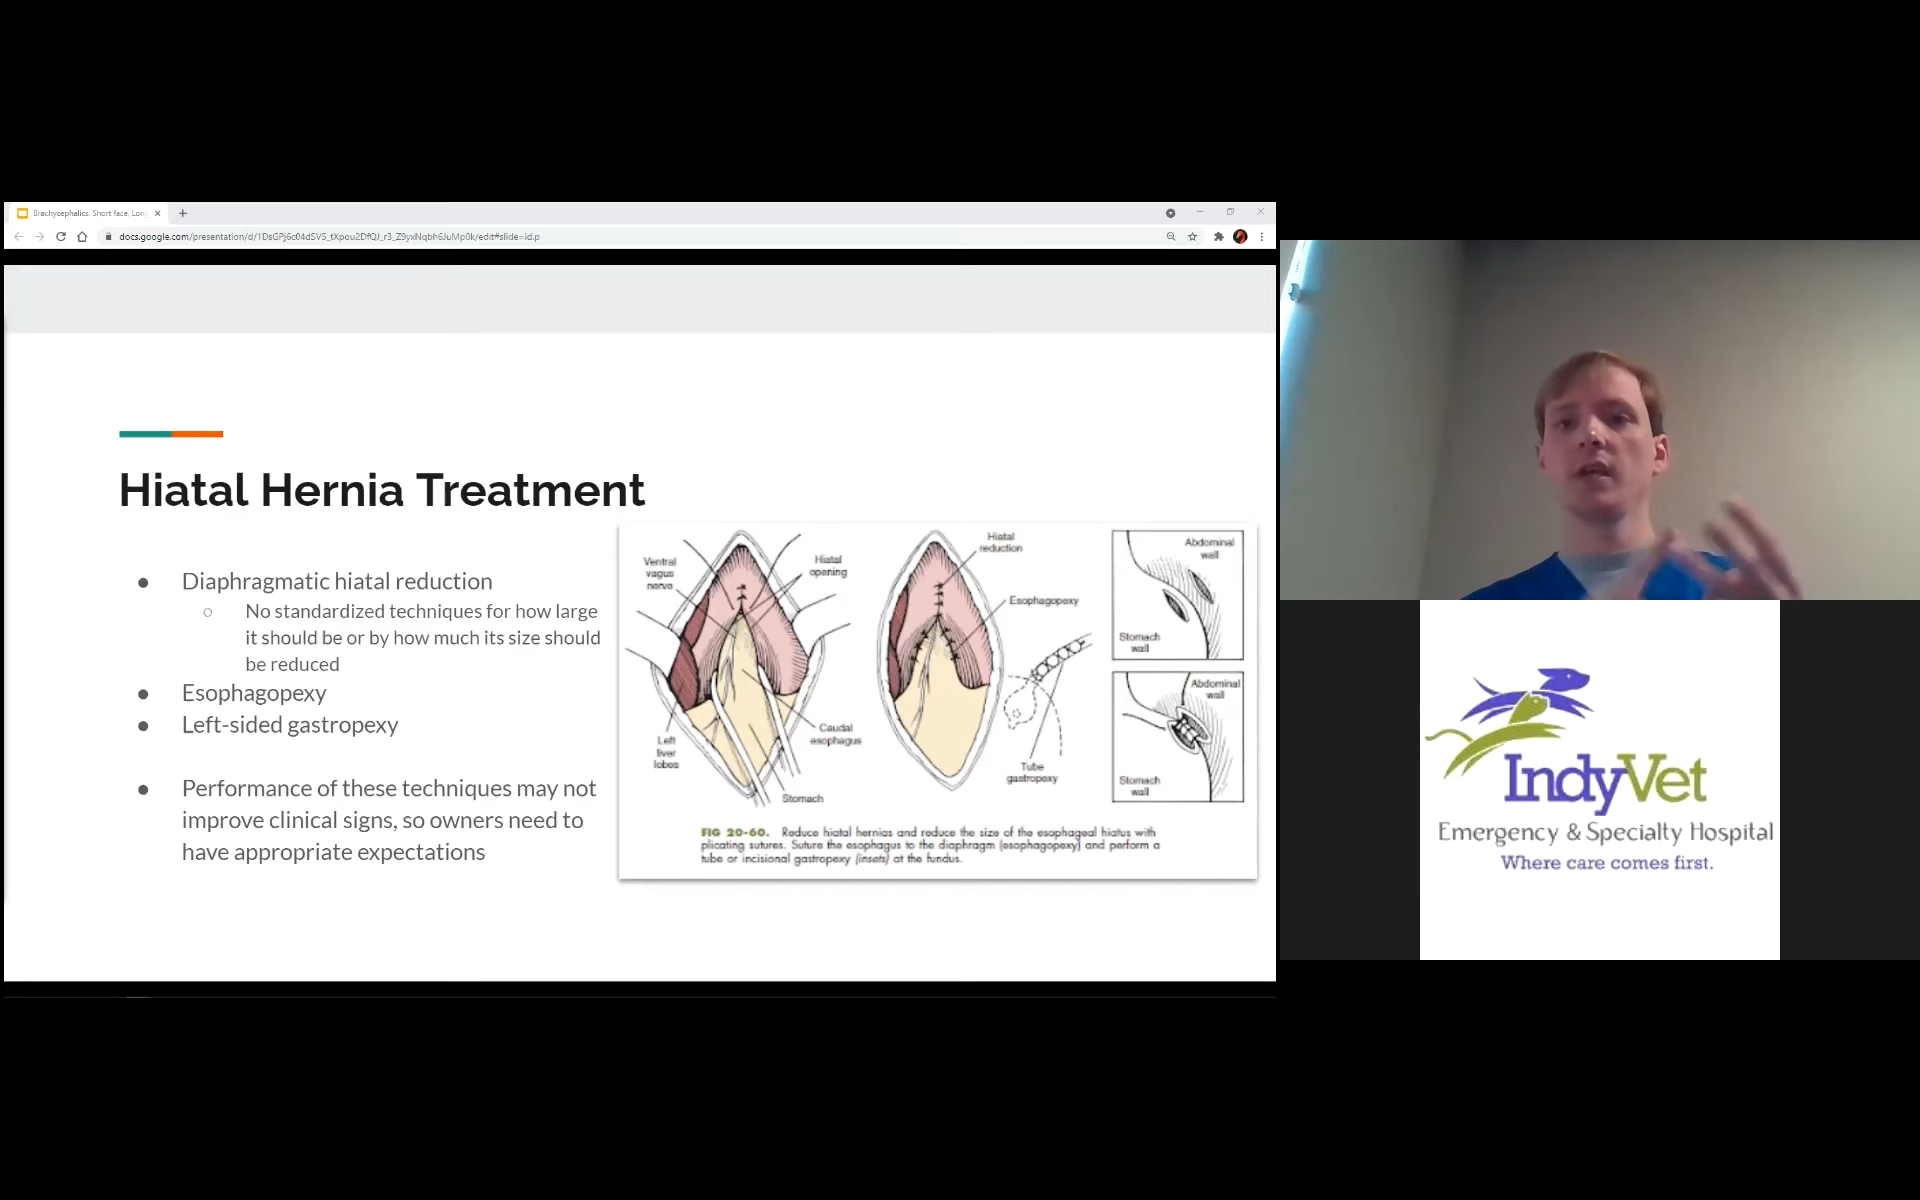 Brachycephalics: Short face, Lon
docs.google.com/presentation/d/1DsGPj6c04dSVS_tXpou2DfQJ_r3_Z9yxNqbh6JuMp0k/edit#slide=id.p
Hiatal Hernia Treatment
● Diaphragmatic hiatal reduction
○ No standardized techniques for how large
it should be or by how much its size should
be reduced
● Esophagopexy
● Left-sided gastropexy
● Performance of these techniques may not
improve clinical signs, so owners need to
have appropriate expectations
Ventral
vagus
nerve
Hiatal
opening
Left
liver
lobes
Caudal
esophagus
Stomach
Hiatal
reduction
Esophagopexy
Tube
gastropexy
Abdominal
wall
Stomach
wall
Abdominal
wall
Stomach
wall
FIG 20-60. Reduce hiatal hernias and reduce the size of the esophageal hiatus with
plicating sutures. Suture the esophagus to the diaphragm (esophagopexy) and perform a
tube or incisional gastropexy (insets) at the fundus.
IndyVet
Emergency & Specialty Hospital
Where care comes first.